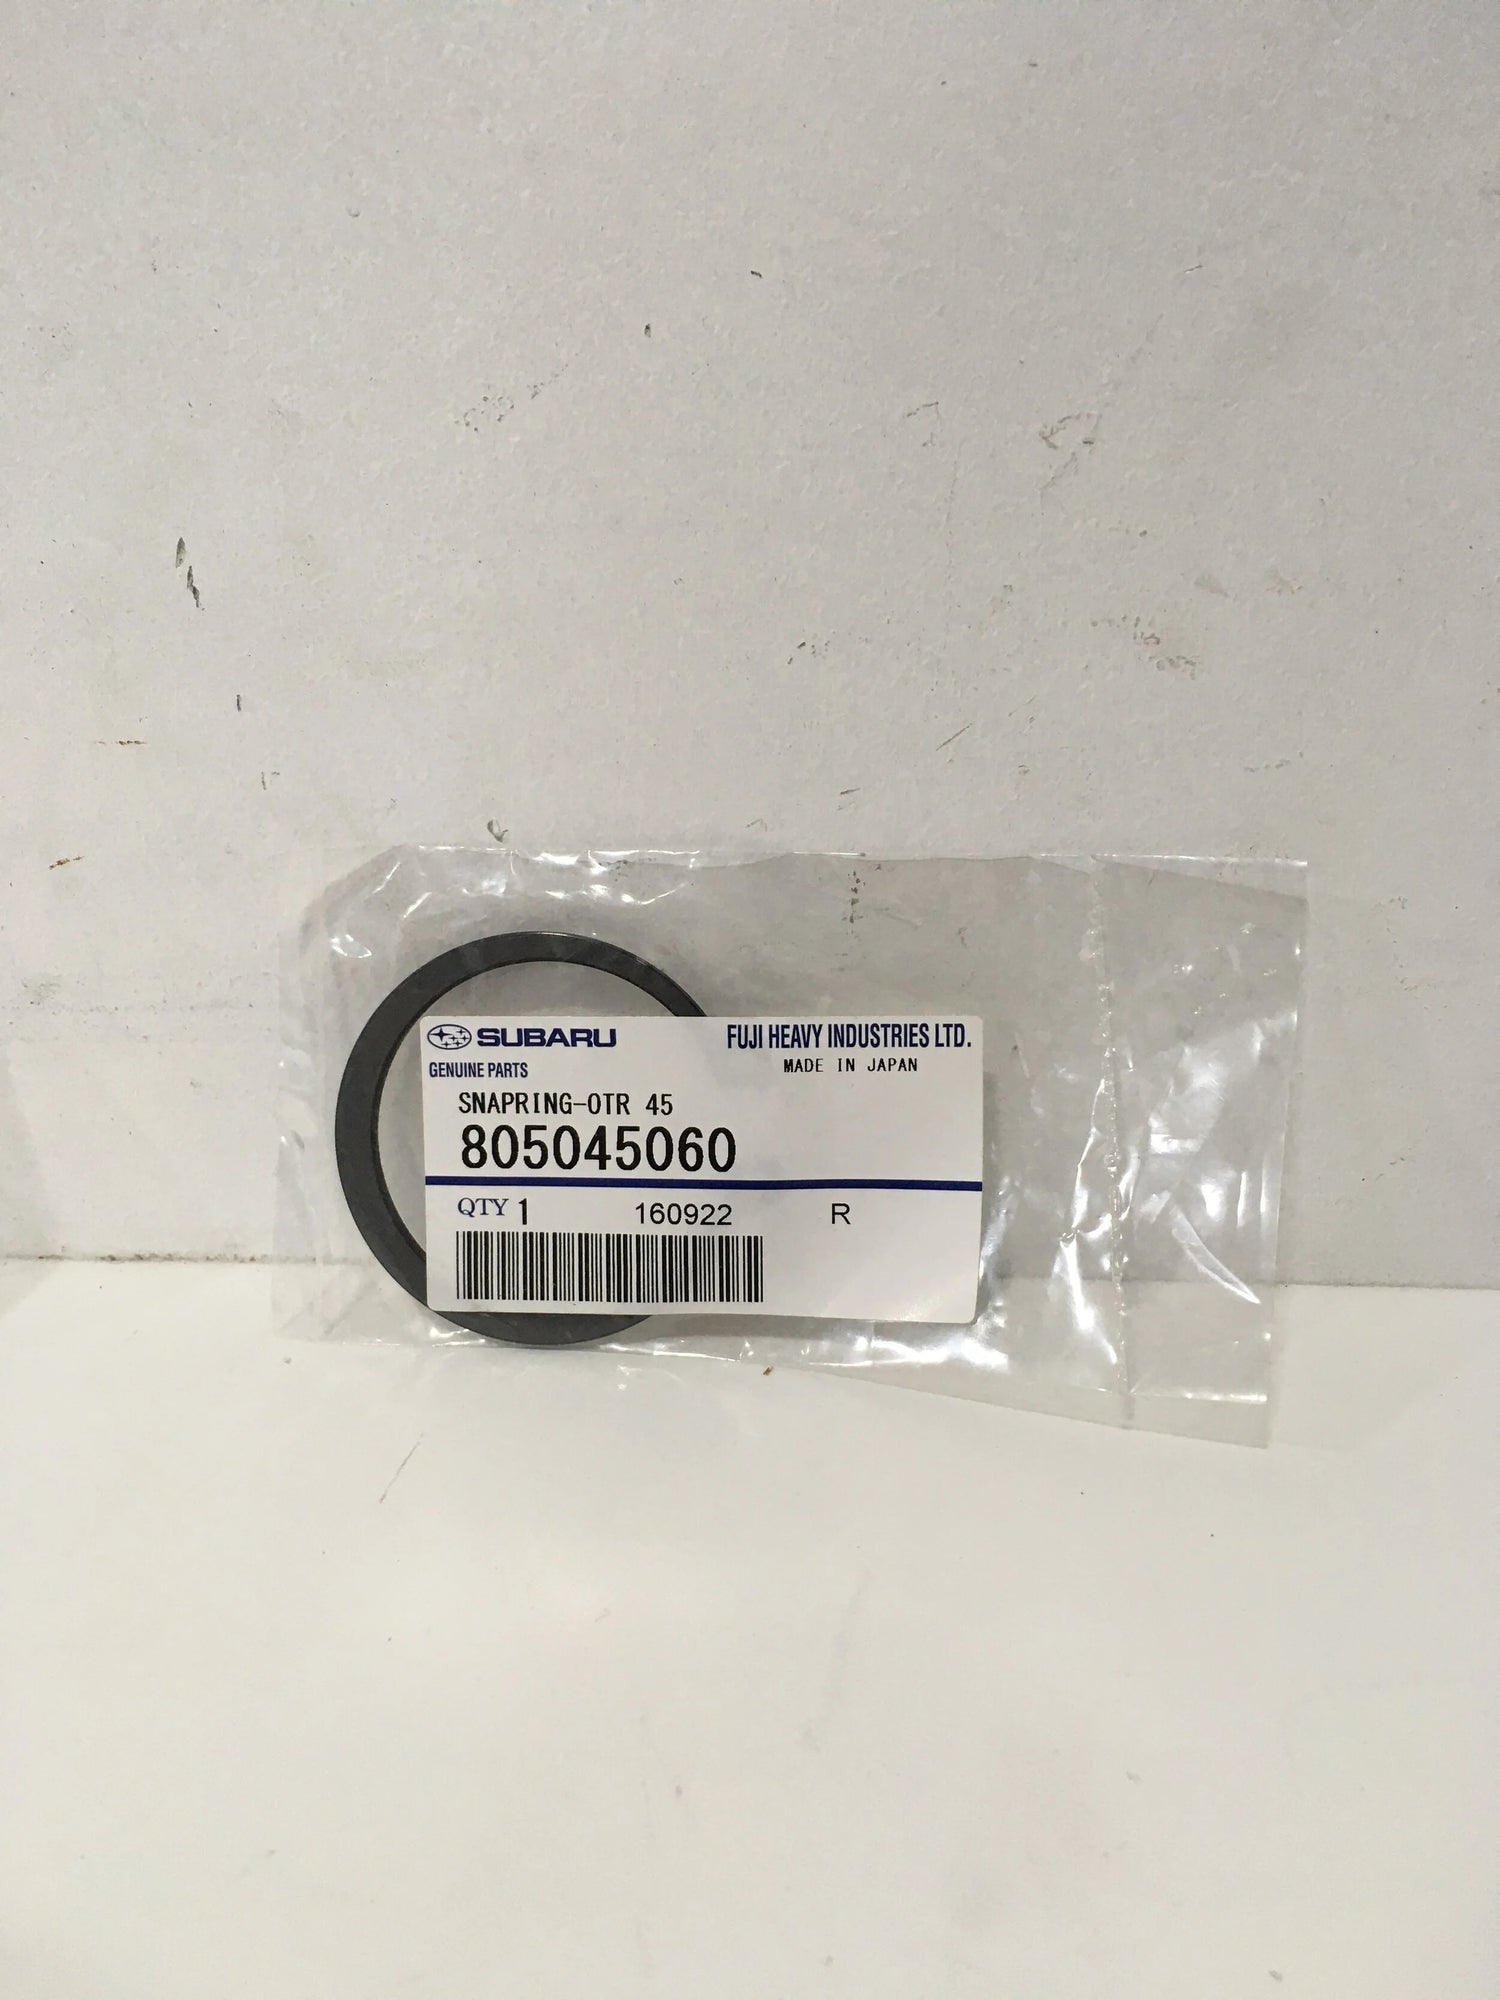 SUBARU FUJI HEAVY INDUSTRIES LTD.
GENUINE PARTS MADE IN JAPAN
SNAPRING-OTR 45
805045060
QTY 1 160922 R